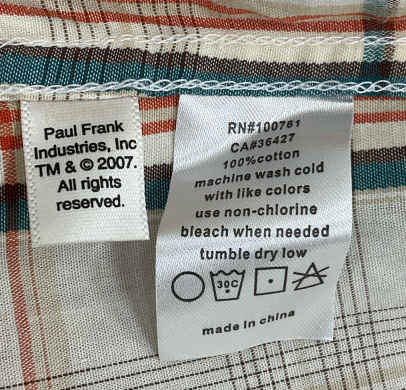 Paul Frank
Industries, Inc
TM & © 2007.
All rights
reserved.
RN#100761
CA#36427
100%cotton
machine wash cold
with like colors
use non-chlorine
bleach when needed
tumble dry low
30C
made in china